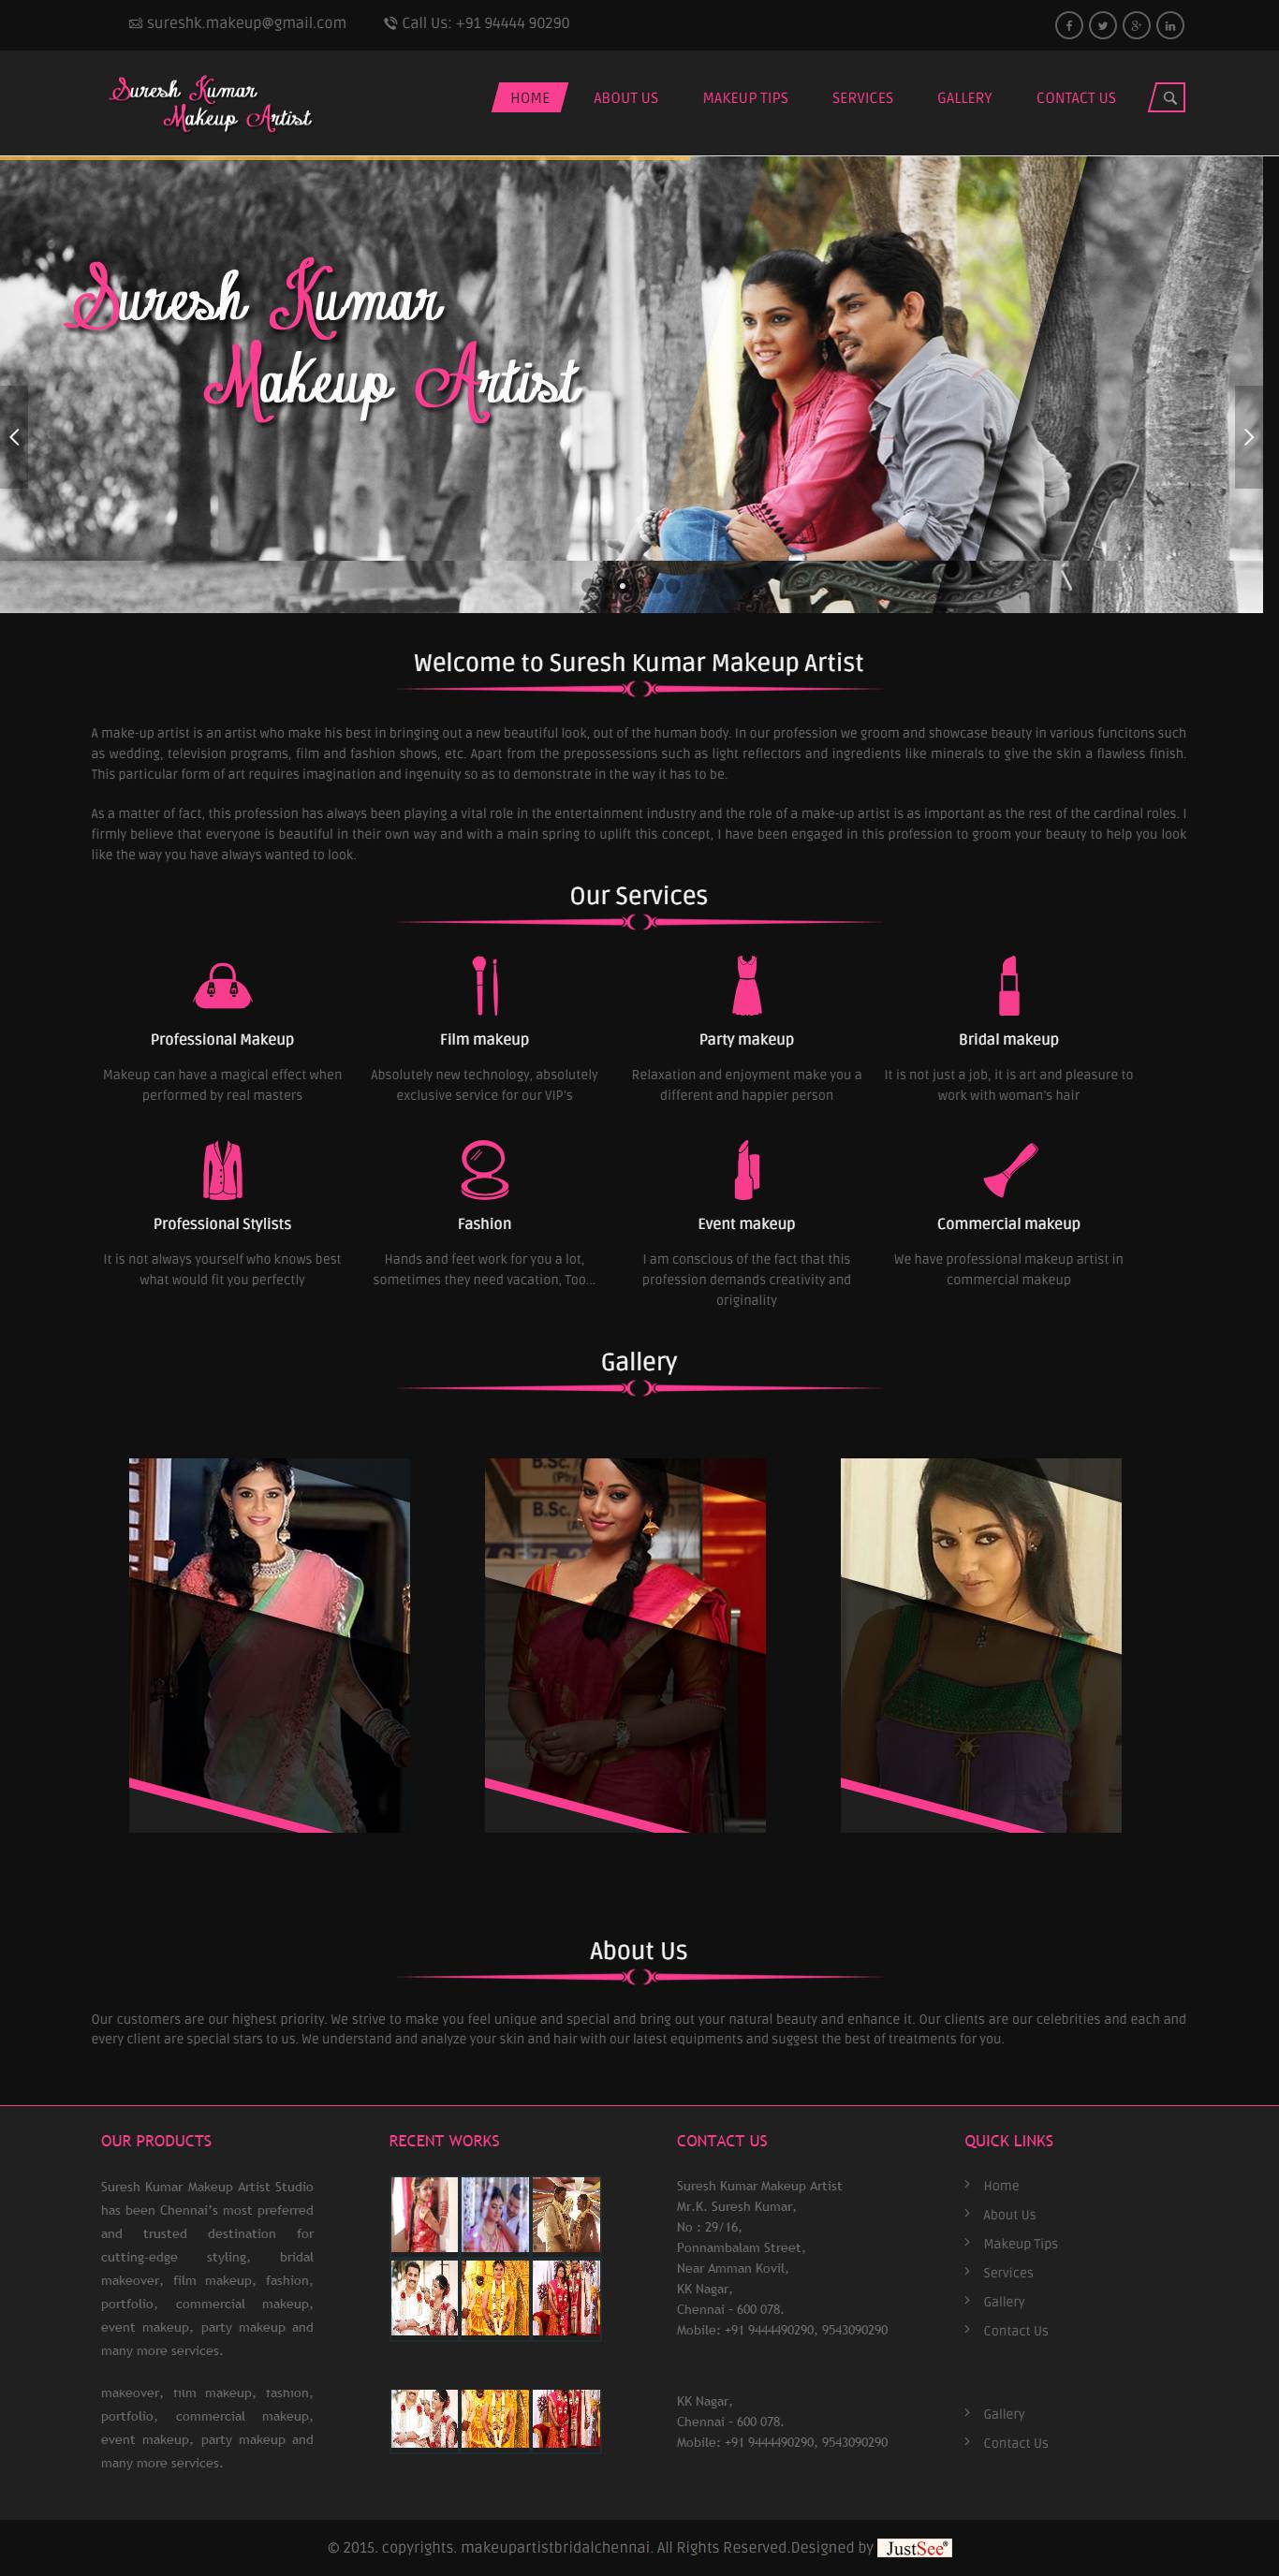 sureshk.makeup@gmail.com Call Us: +91 94444 90290
Suresh Kumar
Makeup Artist
HOME ABOUT US MAKEUP TIPS SERVICES GALLERY CONTACT US
Suresh Kumar
Makeup Artist
Welcome to Suresh Kumar Makeup Artist
A make-up artist is an artist who make his best in bringing out a new beautiful look, out of the human body. In our profession we groom and showcase beauty in various funcitons such
as wedding, television programs, film and fashion shows, etc. Apart from the prepossessions such as light reflectors and ingredients like minerals to give the skin a flawless finish.
This particular form of art requires imagination and ingenuity so as to demonstrate in the way it has to be.
As a matter of fact, this profession has always been playing a vital role in the entertainment industry and the role of a make-up artist is as important as the rest of the cardinal roles. I
firmly believe that everyone is beautiful in their own way and with a main spring to uplift this concept, I have been engaged in this profession to groom your beauty to help you look
like the way you have always wanted to look.
Our Services
Professional Makeup Film makeup Party makeup Bridal makeup
Makeup can have a magical effect when Absolutely new technology, absolutely Relaxation and enjoyment make you a It is not just a job, it is art and pleasure to
performed by real masters exclusive service for our VIP's different and happier person work with woman's hair
Professional Stylists Fashion Event makeup Commercial makeup
It is not always yourself who knows best Hands and feet work for you a lot, I am conscious of the fact that this We have professional makeup artist in
what would fit you perfectly sometimes they need vacation, Too... profession demands creativity and commercial makeup
originality
Gallery
B.Sc.
(Phy
B.Sc.
About Us
Our customers are our highest priority. We strive to make you feel unique and special and bring out your natural beauty and enhance it. Our clients are our celebrities and each and
every client are special stars to us. We understand and analyze your skin and hair with our latest equipments and suggest the best of treatments for you.
OUR PRODUCTS
Suresh Kumar Makeup Artist Studio
has been Chennai's most preferred
and trusted destination for
cutting-edge styling, bridal
makeover, film makeup, fashion,
portfolio, commercial makeup,
event makeup, party makeup and
many more services.
makeover, film makeup, fashion,
portfolio, commercial makeup,
event makeup, party makeup and
many more services.
RECENT WORKS
CONTACT US
Suresh Kumar Makeup Artist
Mr.K. Suresh Kumar,
No : 29/16,
Ponnambalam Street,
Near Amman Kovil,
KK Nagar,
Chennai - 600 078.
Mobile: +91 9444490290, 9543090290
KK Nagar,
Chennai - 600 078.
Mobile: +91 9444490290, 9543090290
QUICK LINKS
Home
About Us
Makeup Tips
Services
Gallery
Contact Us
Gallery
Contact Us
© 2015. copyrights. makeupartistbridalchennai. All Rights Reserved.Designed by JustSee®